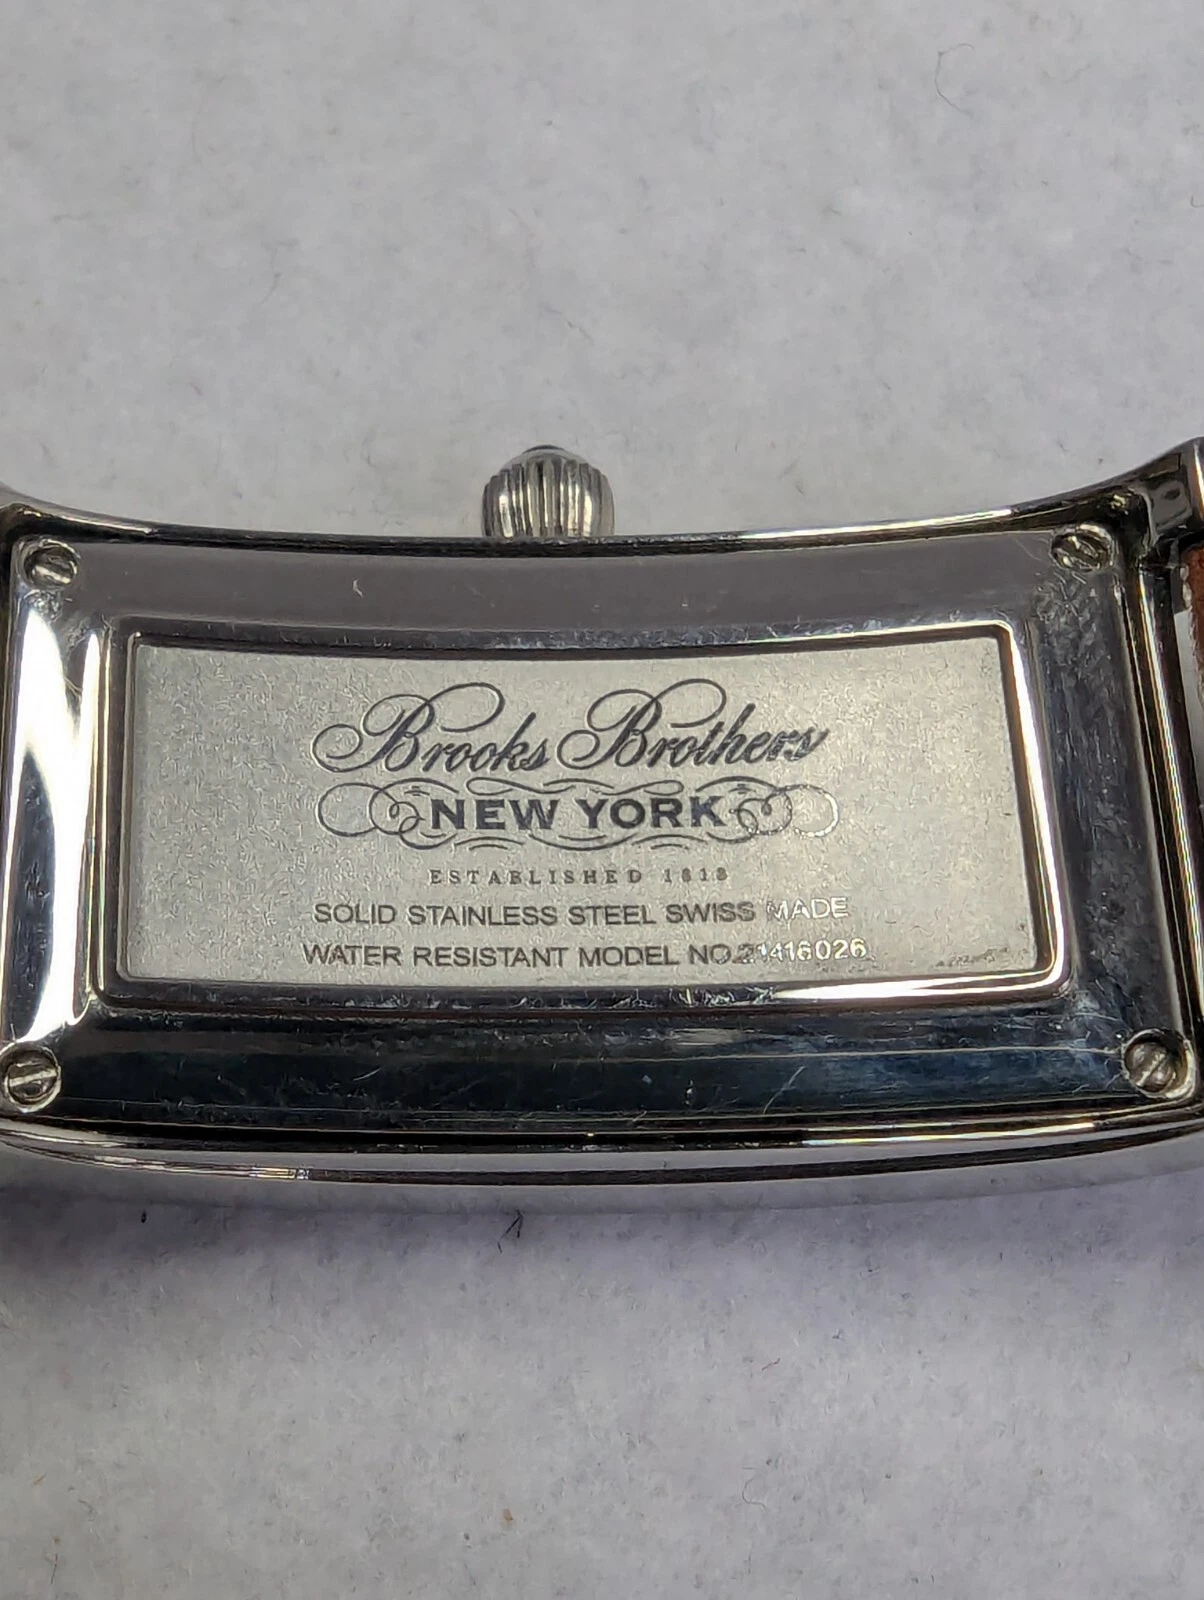 Brooks Brothers
NEW YORK
ESTABLISHED 1818
SOLID STAINLESS STEEL SWISS MADE
WATER RESISTANT MODEL NO.21416026